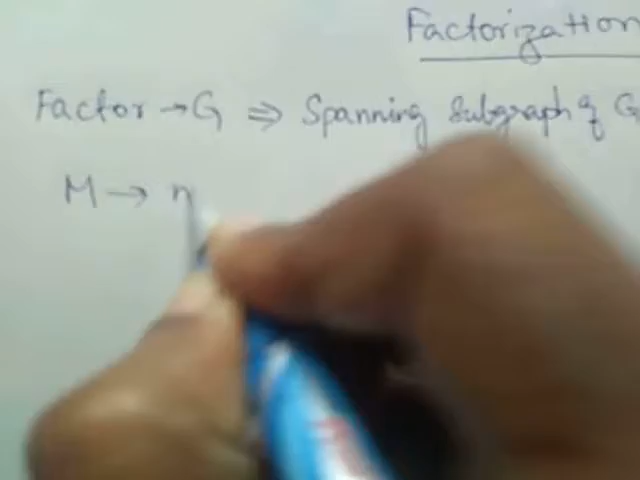 Factorization
Factor → G ⇒ Spanning Subgraph of G
M → n